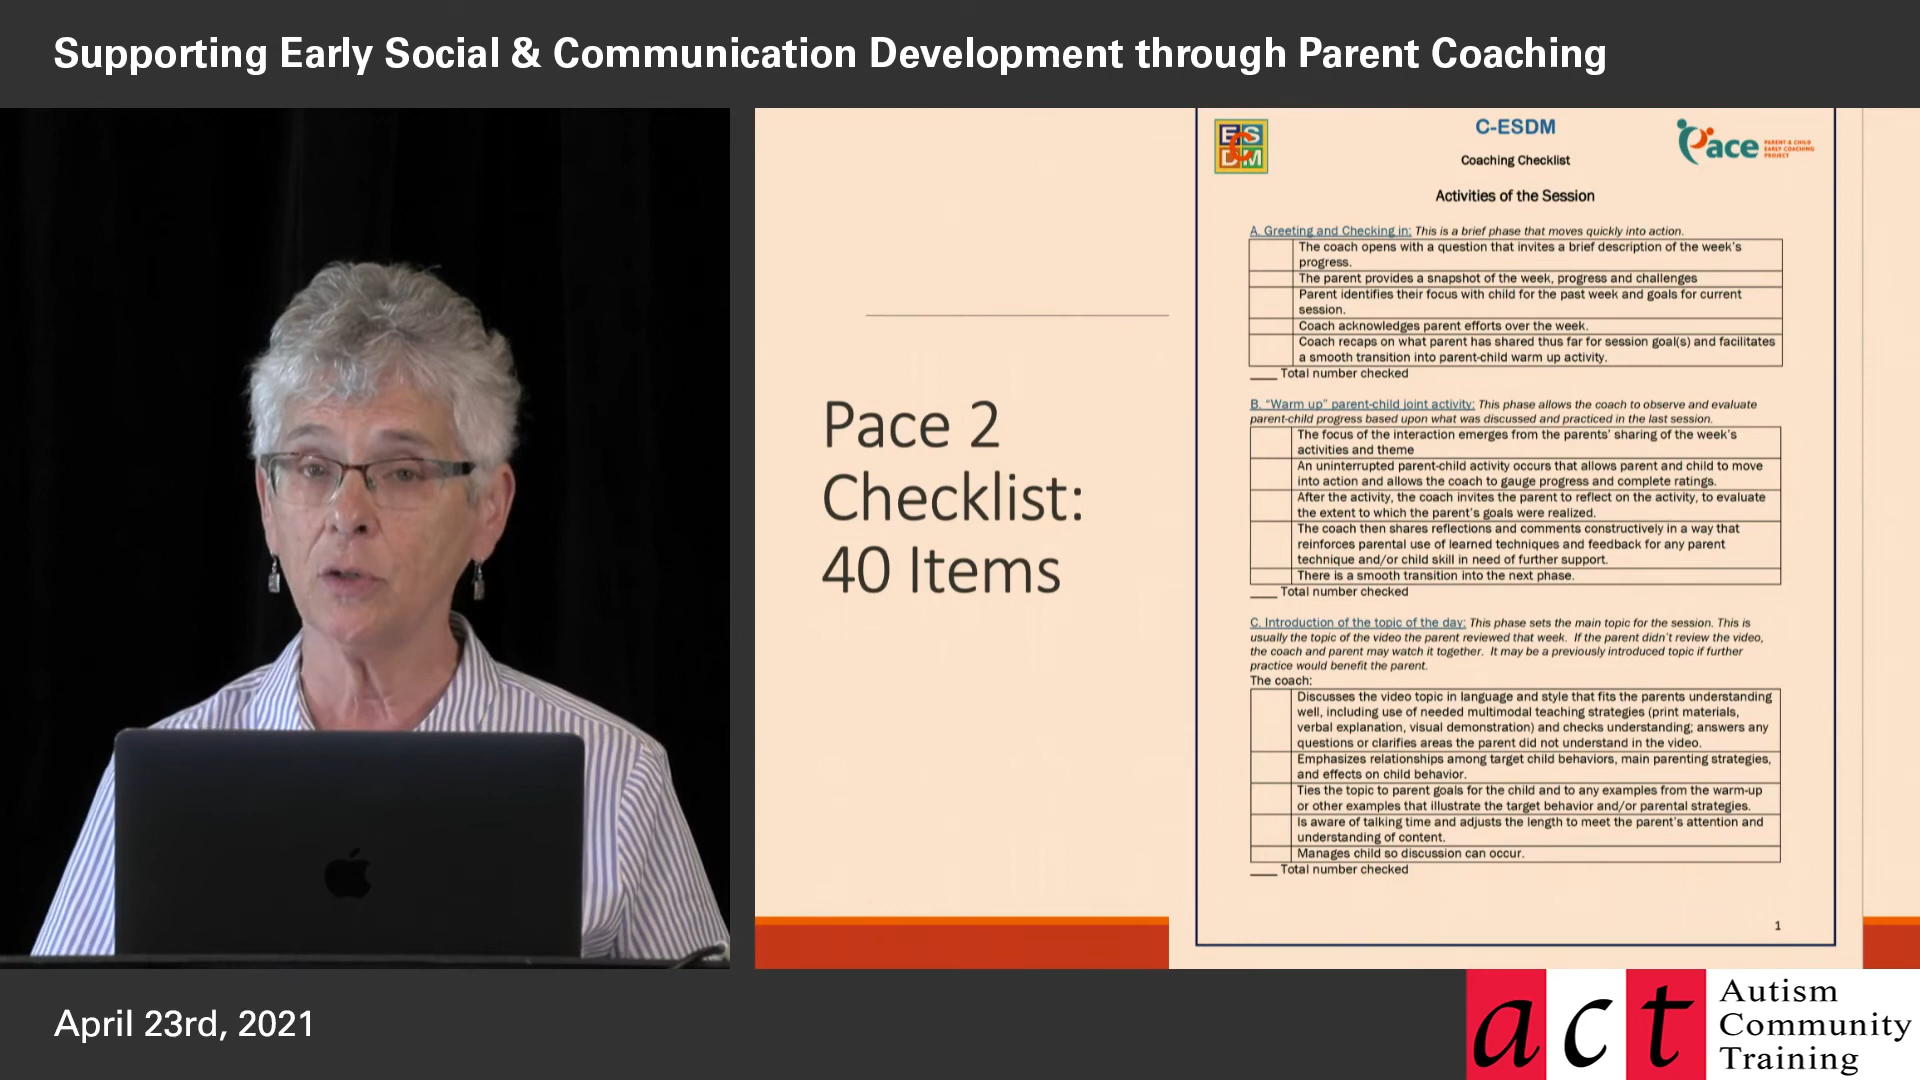 Supporting Early Social & Communication Development through Parent Coaching
Pace 2
Checklist:
40 Items
ES
C
DM
C-ESDM
Coaching Checklist
Activities of the Session
Pace PARENT & CHILD
EARLY COACHING
PROJECT
A. Greeting and Checking in: This is a brief phase that moves quickly into action.
The coach opens with a question that invites a brief description of the week's
progress.
The parent provides a snapshot of the week, progress and challenges
Parent identifies their focus with child for the past week and goals for current
session.
Coach acknowledges parent efforts over the week.
Coach recaps on what parent has shared thus far for session goal(s) and facilitates
a smooth transition into parent-child warm up activity.
____ Total number checked
B. "Warm up" parent-child joint activity: This phase allows the coach to observe and evaluate
parent-child progress based upon what was discussed and practiced in the last session.
The focus of the interaction emerges from the parents' sharing of the week's
activities and theme
An uninterrupted parent-child activity occurs that allows parent and child to move
into action and allows the coach to gauge progress and complete ratings.
After the activity, the coach invites the parent to reflect on the activity, to evaluate
the extent to which the parent's goals were realized.
The coach then shares reflections and comments constructively in a way that
reinforces parental use of learned techniques and feedback for any parent
technique and/or child skill in need of further support.
There is a smooth transition into the next phase.
____ Total number checked
C. Introduction of the topic of the day: This phase sets the main topic for the session. This is
usually the topic of the video the parent reviewed that week. If the parent didn't review the video,
the coach and parent may watch it together. It may be a previously introduced topic if further
practice would benefit the parent.
The coach:
Discusses the video topic in language and style that fits the parents understanding
well, including use of needed multimodal teaching strategies (print materials,
verbal explanation, visual demonstration) and checks understanding; answers any
questions or clarifies areas the parent did not understand in the video.
Emphasizes relationships among target child behaviors, main parenting strategies,
and effects on child behavior.
Ties the topic to parent goals for the child and to any examples from the warm-up
or other examples that illustrate the target behavior and/or parental strategies.
Is aware of talking time and adjusts the length to meet the parent's attention and
understanding of content.
Manages child so discussion can occur.
____ Total number checked
1
April 23rd, 2021
act
Autism
Community
Training